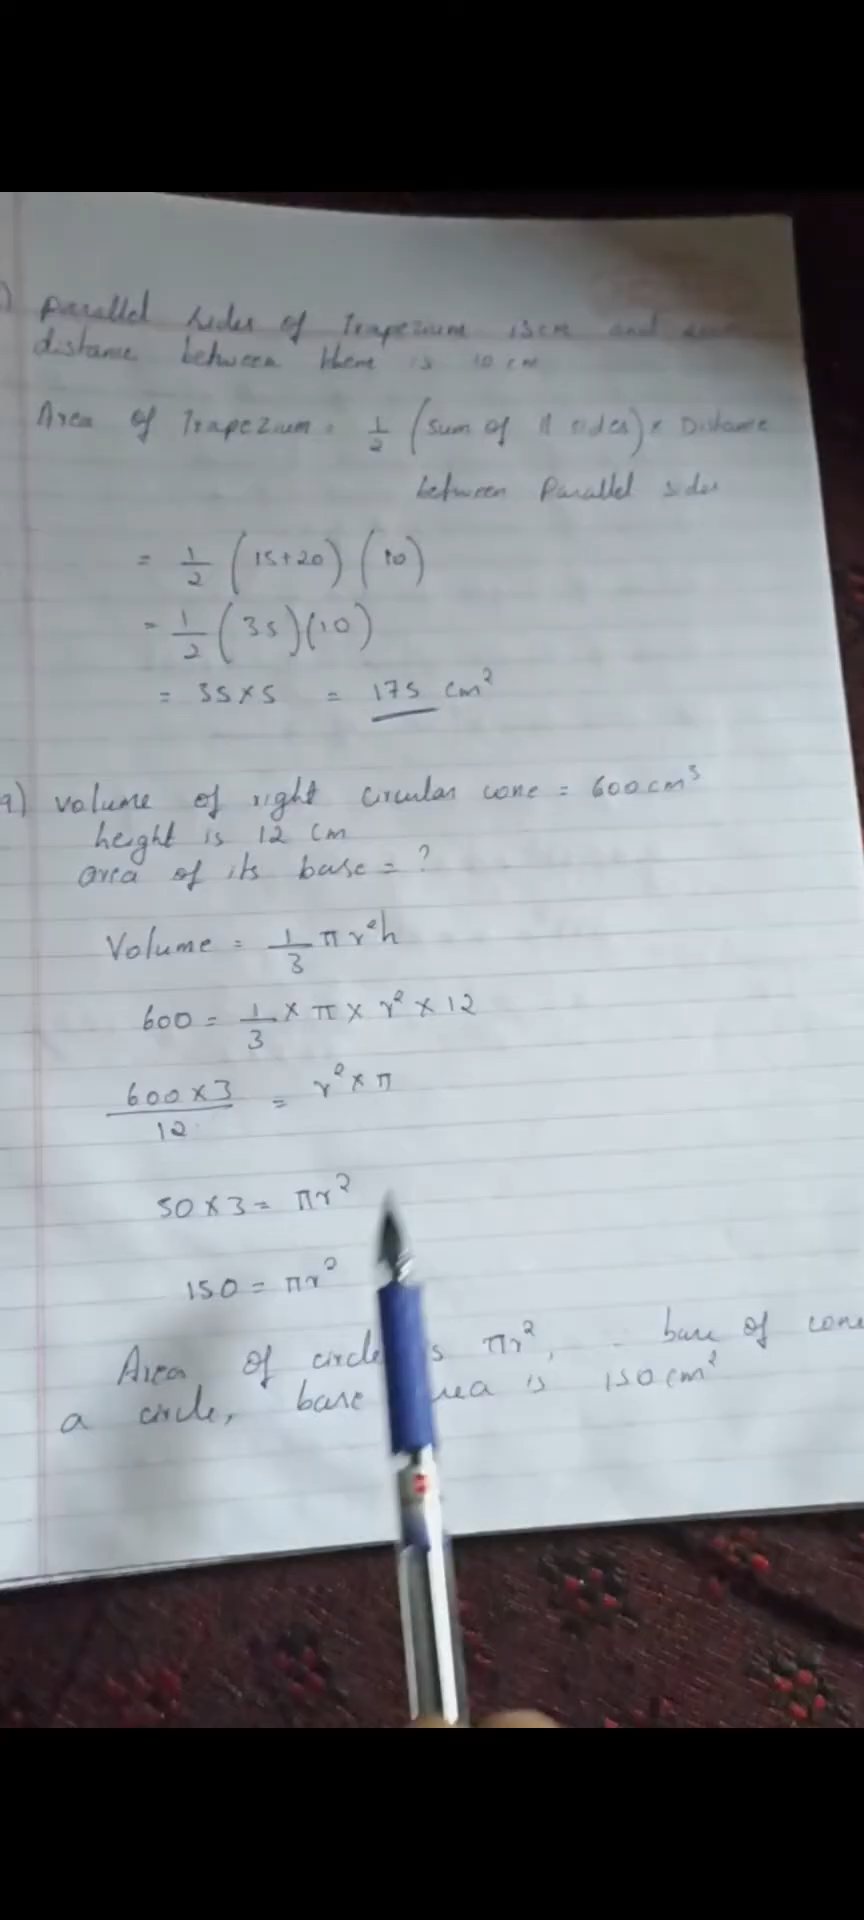 ) Parallel sides of Trapezium 15cm and
distance between them is 10 cm
Area of Trapezium = 1/2 (sum of || sides) × Distance
between Parallel sides
= 1/2 (15+20) (10)
= 1/2 (35)(10)
= 35×5 = 175 cm²
9) Volume of right circular cone = 600cm³
height is 12 cm
area of its base = ?
Volume = 1/3 πr²h
600 = 1/3 × π × r² × 12
600×3/12 = r² × π
50×3 = πr²
150 = πr²
Area of circle πr², base of cone
a circle, base is 150cm²